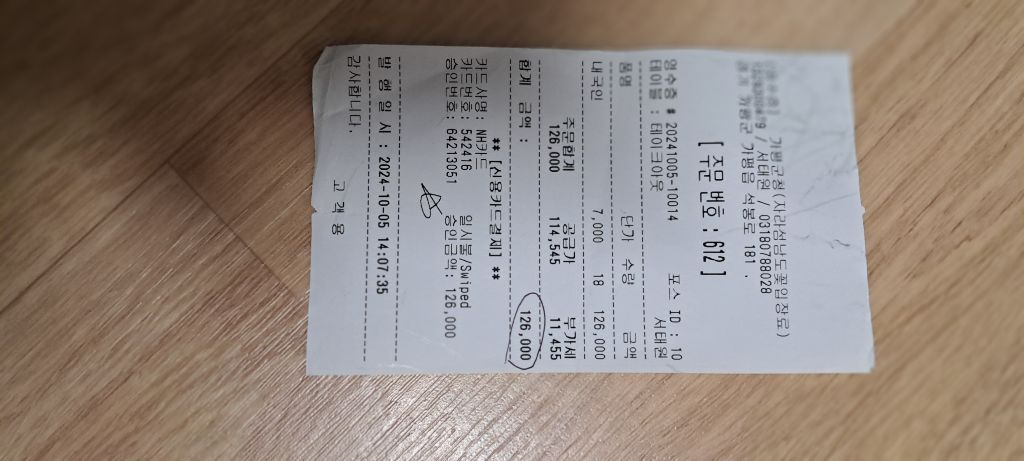 가평군청(자라섬남도꽃임장료)
/ 서태원 / 03180788028
경기 가평군 가평읍 석봉로 181 .
[ 주문번호 : 612 ]
영수증 # 20241005-10014 포스 ID : 10
테이블 : 테이크아웃 서태원
품명 단가 수량 금액
내국인 7,000 18 126,000
주문합계 공급가 부가세
126,000 114,545 11,455
합계 금액 : 126,000
** [신용카드결제] **
카드사명 : NH카드 일시불/Swiped
카드번호 : 542416 승인금액 : 126,000
승인번호 : 64213051
발 행 일 시 : 2024-10-05 14:07:35
감사합니다. 고 객 용